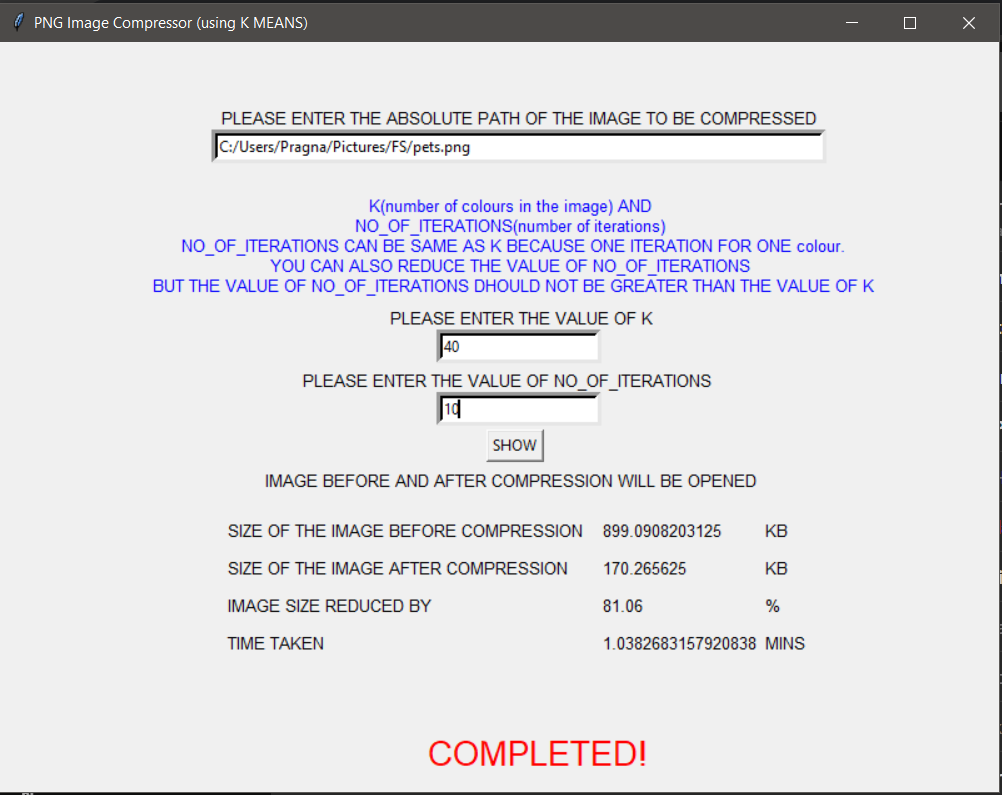 PNG Image Compressor (using K MEANS)
PLEASE ENTER THE ABSOLUTE PATH OF THE IMAGE TO BE COMPRESSED
C:/Users/Pragna/Pictures/FS/pets.png
K(number of colours in the image) AND
NO_OF_ITERATIONS(number of iterations)
NO_OF_ITERATIONS CAN BE SAME AS K BECAUSE ONE ITERATION FOR ONE colour.
YOU CAN ALSO REDUCE THE VALUE OF NO_OF_ITERATIONS
BUT THE VALUE OF NO_OF_ITERATIONS DHOULD NOT BE GREATER THAN THE VALUE OF K
PLEASE ENTER THE VALUE OF K
40
PLEASE ENTER THE VALUE OF NO_OF_ITERATIONS
10
SHOW
IMAGE BEFORE AND AFTER COMPRESSION WILL BE OPENED
SIZE OF THE IMAGE BEFORE COMPRESSION 899.0908203125 KB
SIZE OF THE IMAGE AFTER COMPRESSION 170.265625 KB
IMAGE SIZE REDUCED BY 81.06 %
TIME TAKEN 1.0382683157920838 MINS
COMPLETED!